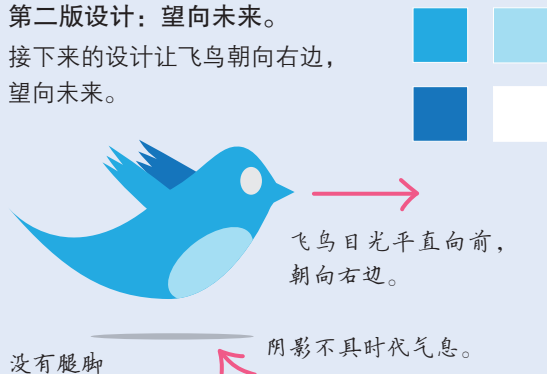 第二版设计：望向未来。
接下来的设计让飞鸟朝向右边，
望向未来。
飞鸟目光平直向前，
朝向右边。
阴影不具时代气息。
没有腿脚